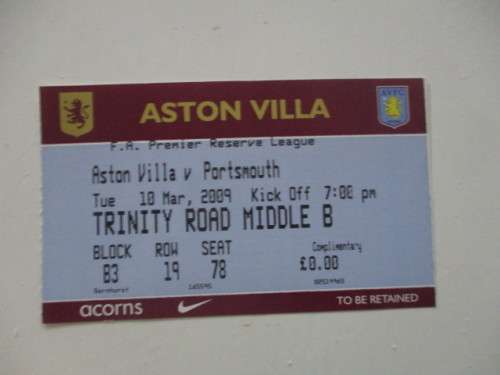 AVFC
ASTON VILLA
F.A. Premier Reserve League
Aston Villa v Portsmouth
Tue 10 Mar, 2009 Kick Off 7:00 pm
TRINITY ROAD MIDDLE B
BLOCK ROW SEAT Complimentary
B3 19 78 £0.00
acorns TO BE RETAINED